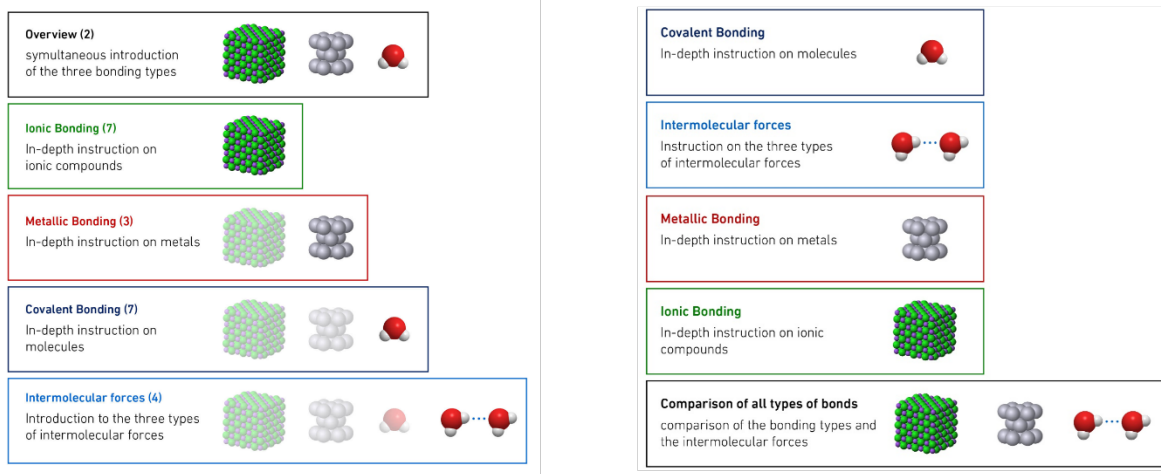 Overview (2)
symultaneous introduction
of the three bonding types
Ionic Bonding (7)
In-depth instruction on
ionic compounds
Metallic Bonding (3)
In-depth instruction on metals
Covalent Bonding (7)
In-depth instruction on
molecules
Intermolecular forces (4)
Introduction to the three types
of intermolecular forces
Covalent Bonding
In-depth instruction on molecules
Intermolecular forces
Instruction on the three types
of intermolecular forces
Metallic Bonding
In-depth instruction on metals
Ionic Bonding
In-depth instruction on ionic
compounds
Comparison of all types of bonds
comparison of the bonding types and
the intermolecular forces